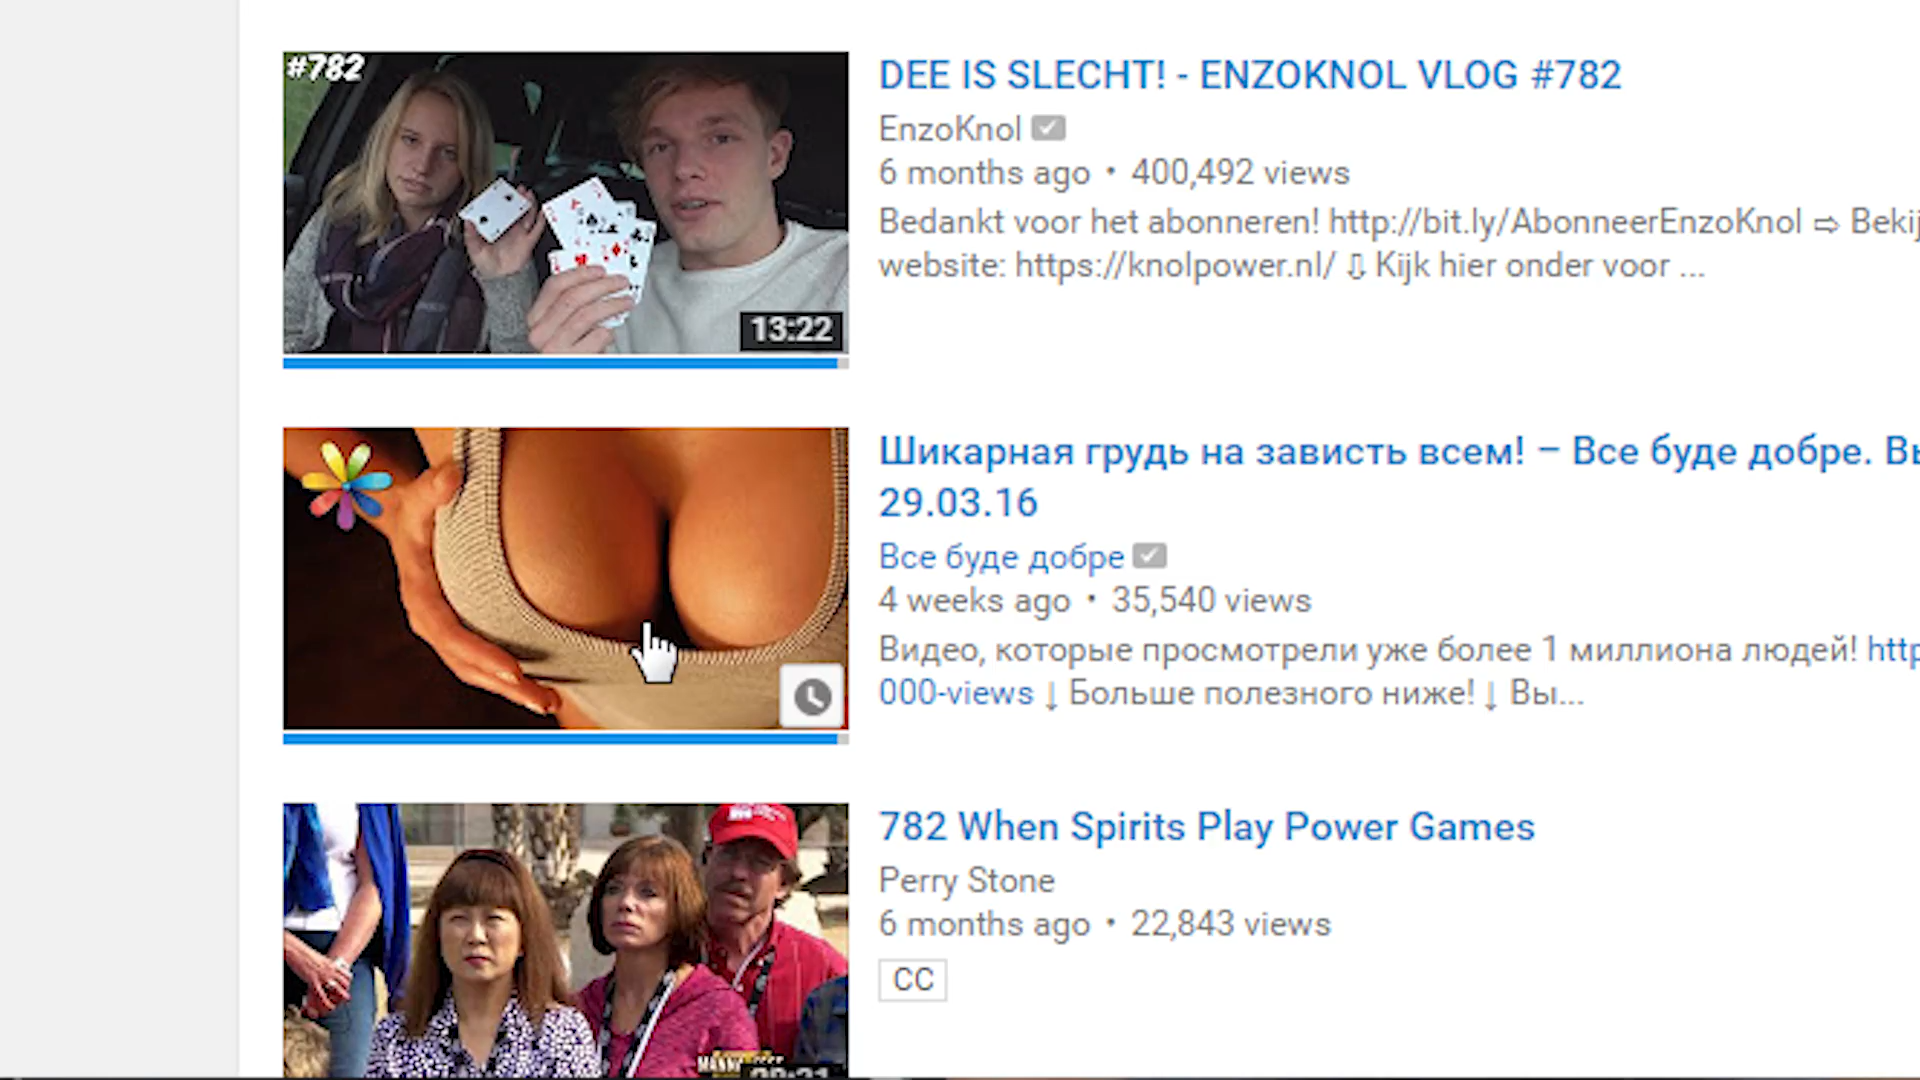 #782
13:22
DEE IS SLECHT! - ENZOKNOL VLOG #782
EnzoKnol
6 months ago • 400,492 views
Bedankt voor het abonneren! http://bit.ly/AbonneerEnzoKnol ⇨ Bekij
website: https://knolpower.nl/ ⇩ Kijk hier onder voor ...
Шикарная грудь на зависть всем! – Все буде добре. Вы
29.03.16
Все буде добре
4 weeks ago • 35,540 views
Видео, которые просмотрели уже более 1 миллиона людей! http
000-views ↓ Больше полезного ниже! ↓ Вы...
782 When Spirits Play Power Games
Perry Stone
6 months ago • 22,843 views
CC